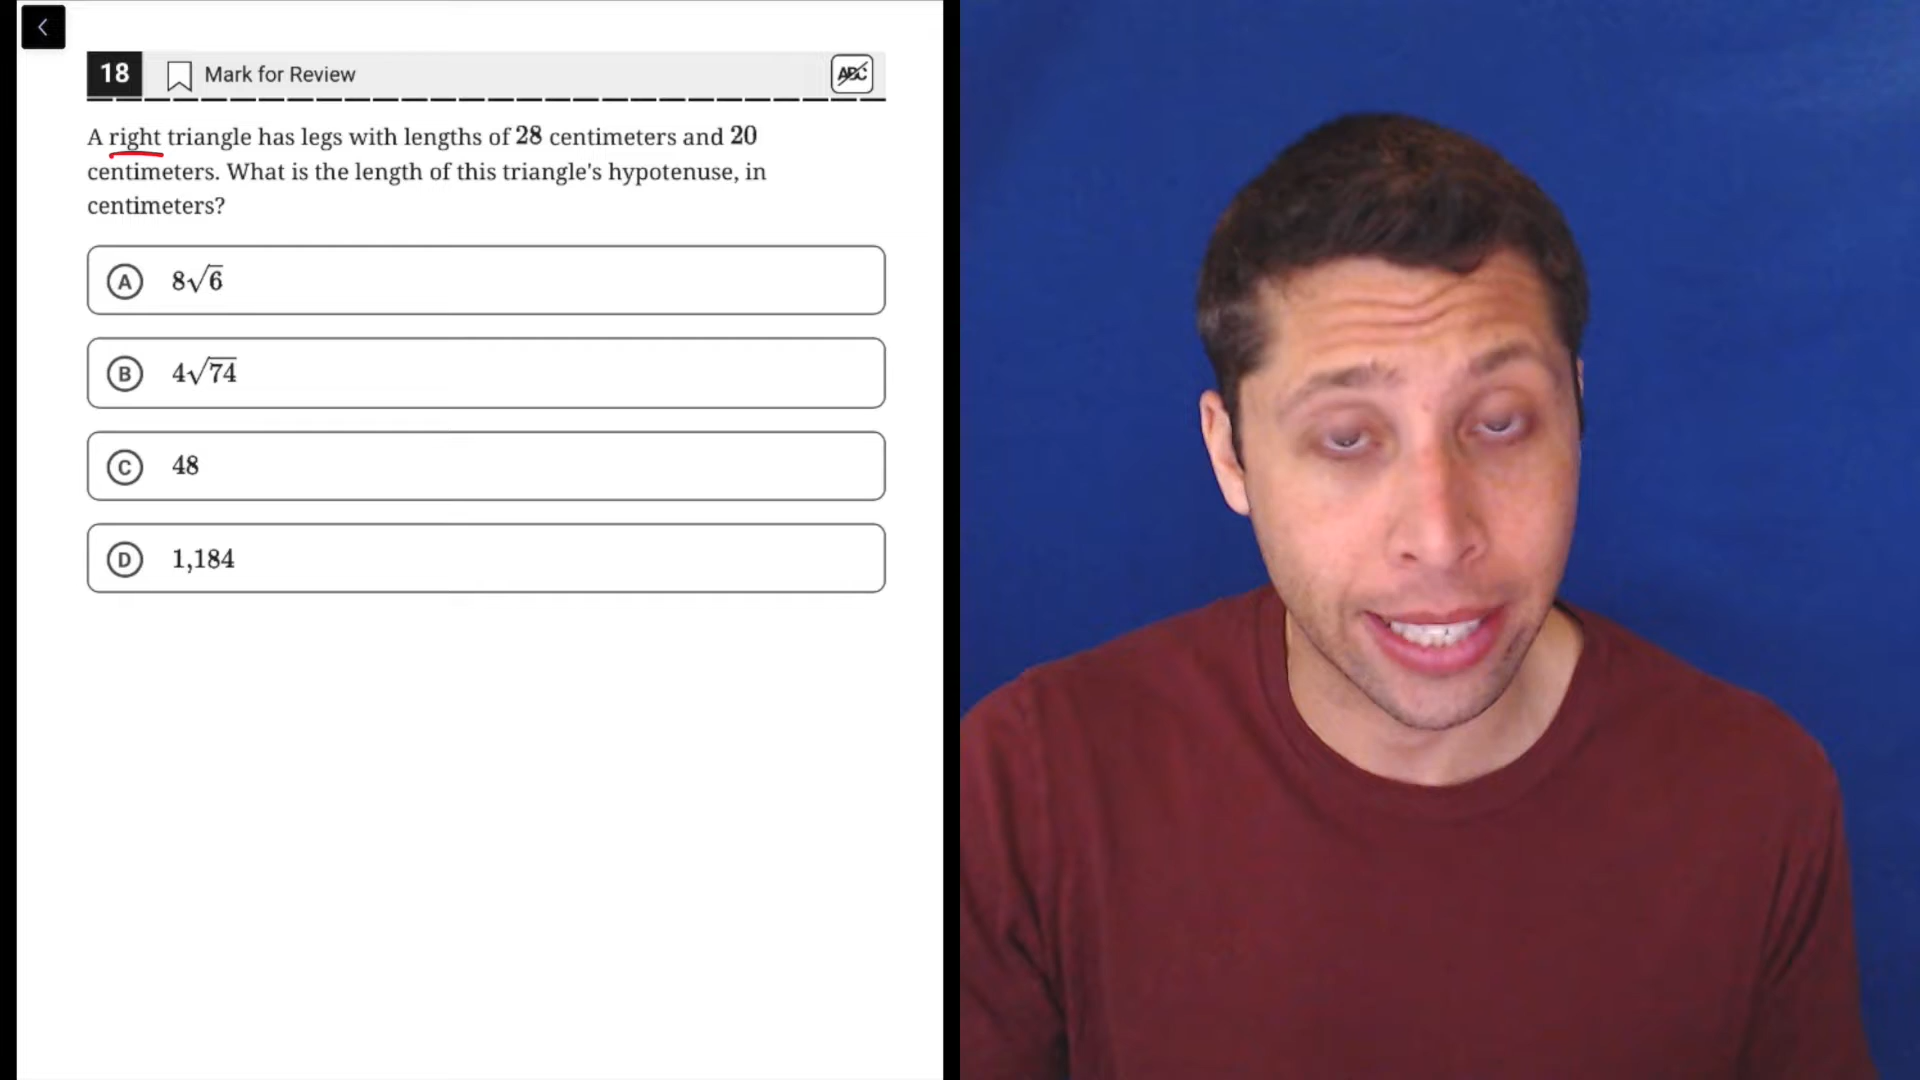 18 Mark for Review ABC
A right triangle has legs with lengths of 28 centimeters and 20
centimeters. What is the length of this triangle's hypotenuse, in
centimeters?
A 8√6
B 4√74
C 48
D 1,184